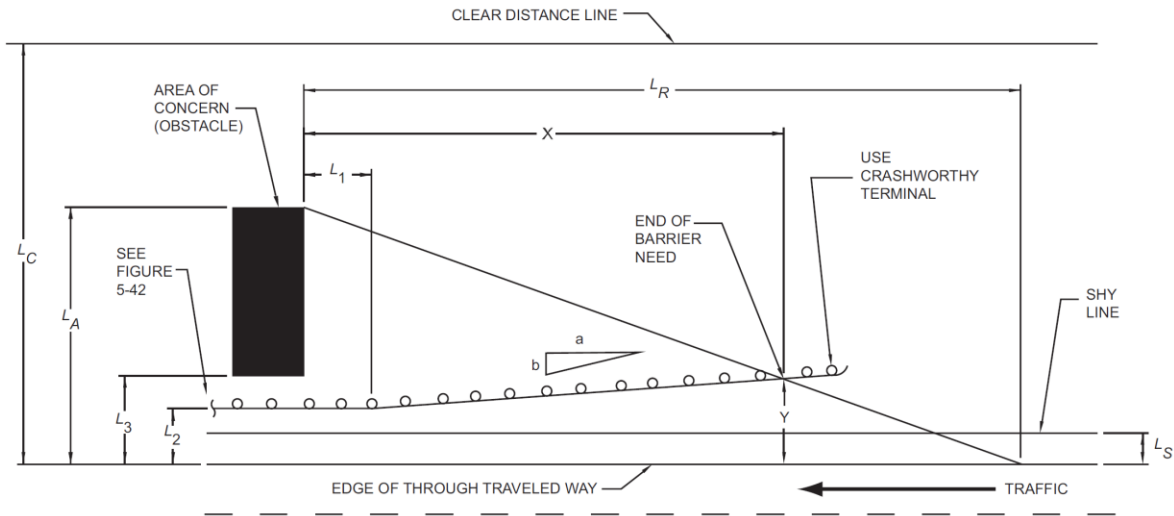 CLEAR DISTANCE LINE
AREA OF
CONCERN
(OBSTACLE)
L_R
X
L_1
USE
CRASHWORTHY
TERMINAL
END OF
BARRIER
NEED
L_C
SEE
FIGURE
5-42
L_A
SHY
LINE
a
b
L_3
L_2
Y
L_S
EDGE OF THROUGH TRAVELED WAY
TRAFFIC